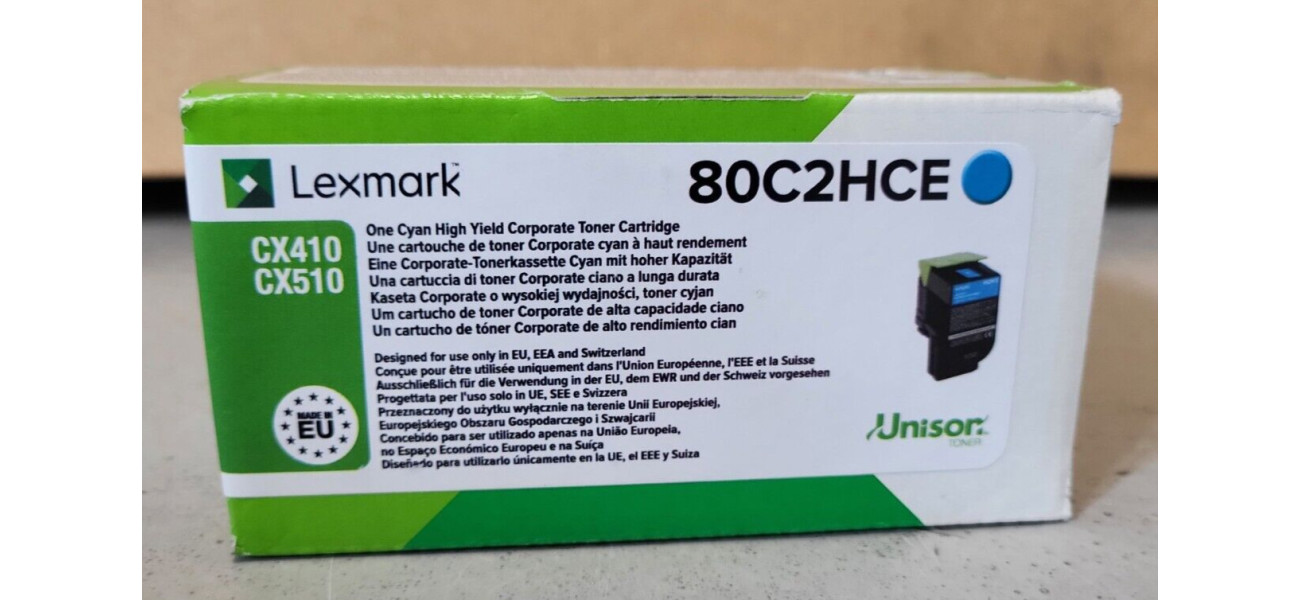 Lexmark™
80C2HCE
CX410
CX510
One Cyan High Yield Corporate Toner Cartridge
Une cartouche de toner Corporate cyan à haut rendement
Eine Corporate-Tonerkassette Cyan mit hoher Kapazität
Una cartuccia di toner Corporate ciano a lunga durata
Kaseta Corporate o wysokiej wydajności, toner cyjan
Um cartucho de toner Corporate de alta capacidade ciano
Un cartucho de tóner Corporate de alto rendimiento cian
Designed for use only in EU, EEA and Switzerland
Conçue pour être utilisée uniquement dans l'Union Européenne, l'EEE et la Suisse
Ausschließlich für die Verwendung in der EU, dem EWR und der Schweiz vorgesehen
Progettata per l'uso solo in UE, SEE e Svizzera
Przeznaczony do użytku wyłącznie na terenie Unii Europejskiej,
Europejskiego Obszaru Gospodarczego i Szwajcarii
Concebido para ser utilizado apenas na União Europeia,
no Espaço Económico Europeu e na Suíça
Diseñado para utilizarlo únicamente en la UE, el EEE y Suiza
MADE IN
EU
Unison
TONER